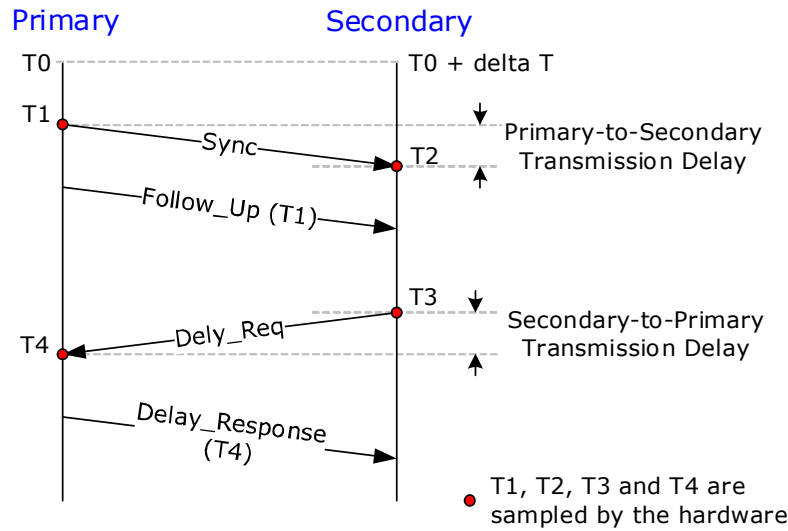 Primary
Secondary
T0
T0 + delta T
T1
Sync
T2
Primary-to-Secondary
Transmission Delay
Follow_Up (T1)
T3
Dely_Req
T4
Secondary-to-Primary
Transmission Delay
Delay_Response
(T4)
T1, T2, T3 and T4 are
sampled by the hardware